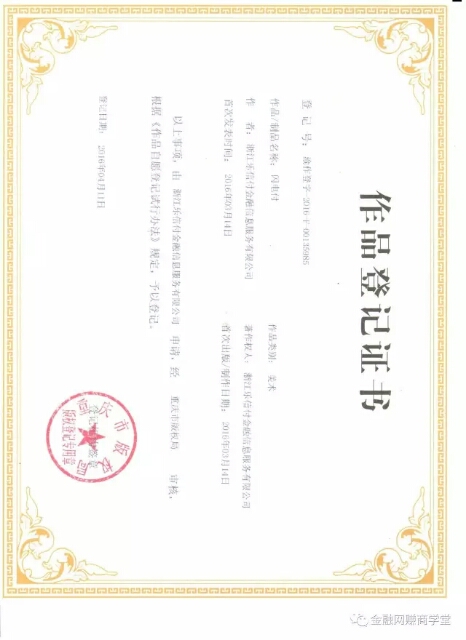 作品登记证书
登 记 号：渝作登字-2016-F-00135985
作品/制品名称：闪电付
作品类别：美术
作 者：浙江乐信付金融信息服务有限公司
著作权人：浙江乐信付金融信息服务有限公司
首次发表时间：2016年03月14日
首次出版/制作日期：2016年03月14日
以上事项，由 浙江乐信付金融信息服务有限公司 申请，经 重庆市版权局 审核，
根据《作品自愿登记试行办法》规定，予以登记。
登记日期：2016年04月11日
重庆市版权局
版权登记专用章
金融网赚商学堂